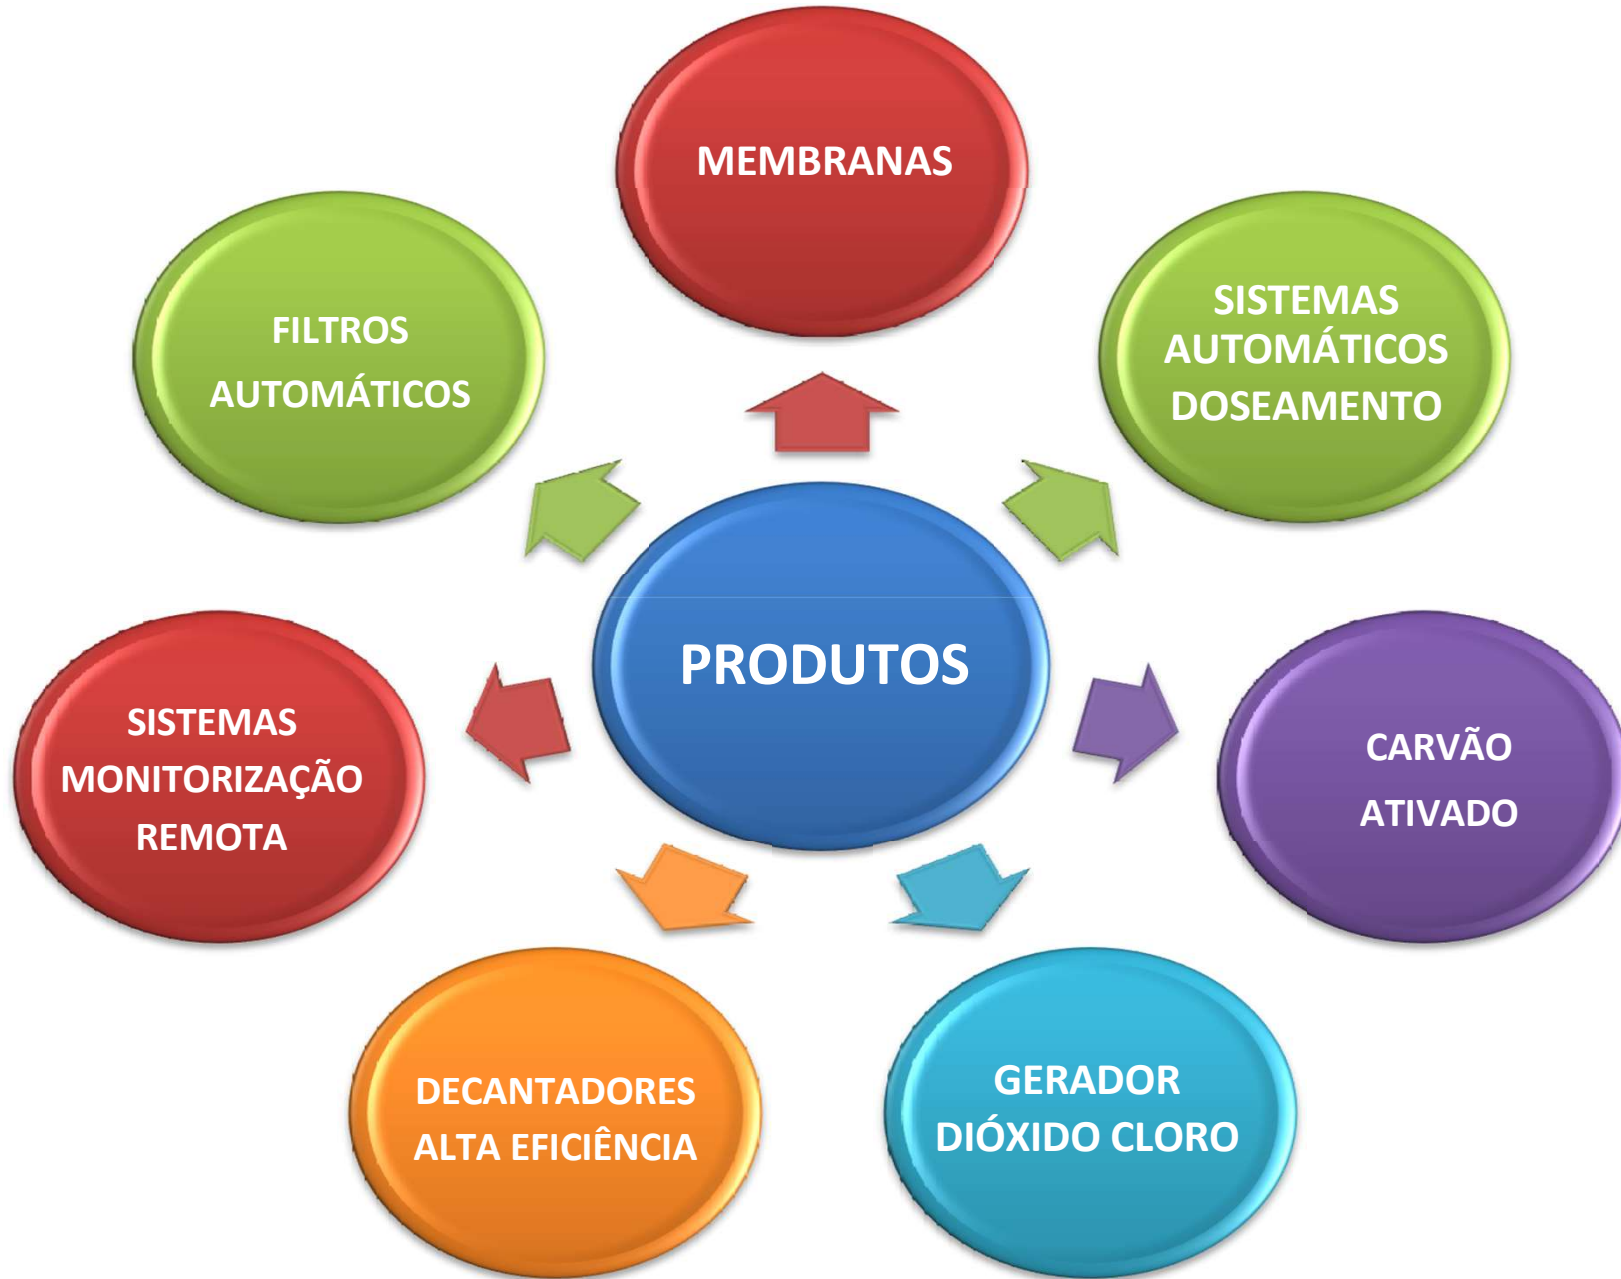 MEMBRANAS
SISTEMAS
AUTOMÁTICOS
DOSEAMENTO
FILTROS
AUTOMÁTICOS
PRODUTOS
SISTEMAS
MONITORIZAÇÃO
REMOTA
CARVÃO
ATIVADO
DECANTADORES
ALTA EFICIÊNCIA
GERADOR
DIÓXIDO CLORO